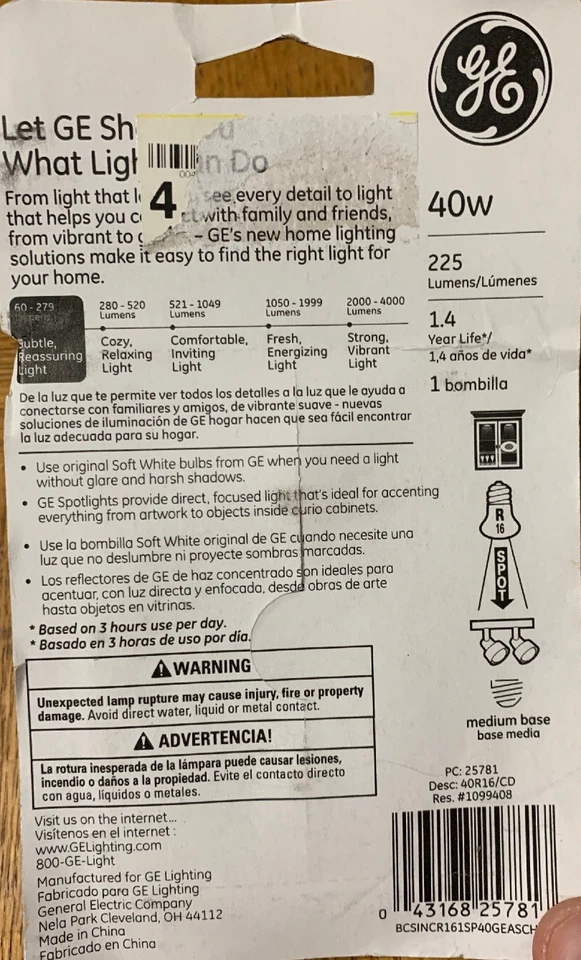 GE
Let GE Sh
What Ligh n Do
From light that l see every detail to light
that helps you c ct with family and friends,
from vibrant to – GE's new home lighting
solutions make it easy to find the right light for
your home.
004
4
40w
225
Lumens/Lúmenes
1.4
Year Life*/
1,4 años de vida*
1 bombilla
60 - 279
Lumens
Subtle,
Reassuring
Light
280 - 520
Lumens
Cozy,
Relaxing
Light
521 - 1049
Lumens
Comfortable,
Inviting
Light
1050 - 1999
Lumens
Fresh,
Energizing
Light
2000 - 4000
Lumens
Strong,
Vibrant
Light
De la luz que te permite ver todos los detalles a la luz que le ayuda a
conectarse con familiares y amigos, de vibrante suave - nuevas
soluciones de iluminación de GE hogar hacen que sea fácil encontrar
la luz adecuada para su hogar.
• Use original Soft White bulbs from GE when you need a light
without glare and harsh shadows.
• GE Spotlights provide direct, focused light that's ideal for accenting
everything from artwork to objects inside curio cabinets.
• Use la bombilla Soft White original de GE cuando necesite una
luz que no deslumbre ni proyecte sombras marcadas.
• Los reflectores de GE de haz concentrado son ideales para
acentuar, con luz directa y enfocada, desde obras de arte
hasta objetos en vitrinas.
* Based on 3 hours use per day.
* Basado en 3 horas de uso por día.
R
16
SPOT
medium base
base media
WARNING
Unexpected lamp rupture may cause injury, fire or property
damage. Avoid direct water, liquid or metal contact.
ADVERTENCIA!
La rotura inesperada de la lámpara puede causar lesiones,
incendio o daños a la propiedad. Evite el contacto directo
con agua, líquidos o metales.
Visit us on the internet...
Visítenos en el internet :
www.GELighting.com
800-GE-Light
Manufactured for GE Lighting
Fabricado para GE Lighting
General Electric Company
Nela Park Cleveland, OH 44112
Made in China
Fabricado en China
PC: 25781
Desc: 40R16/CD
Res. #1099408
0 43168 25781
BCSINCR161SP40GEASCH